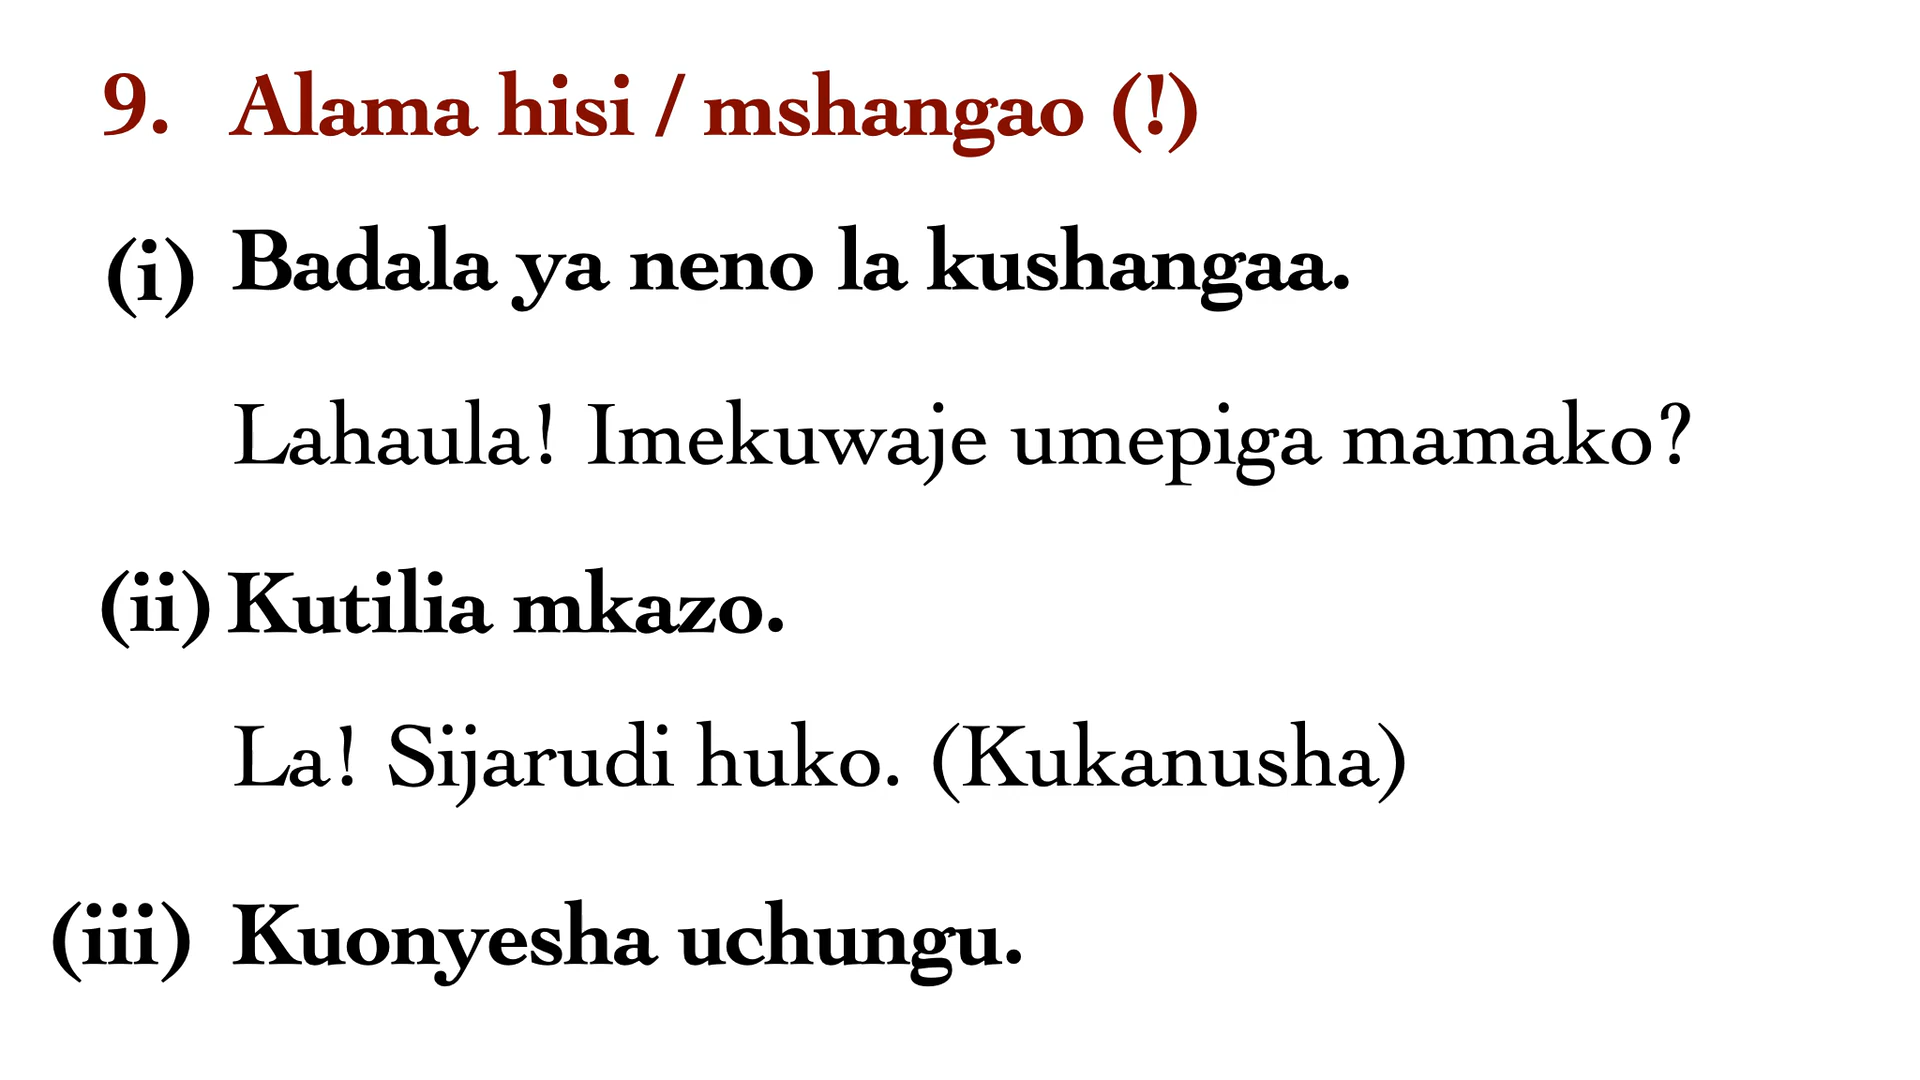 9. Alama hisi / mshangao (!)
(i) Badala ya neno la kushangaa.
Lahaula! Imekuwaje umepiga mamako?
(ii) Kutilia mkazo.
La! Sijarudi huko. (Kukanusha)
(iii) Kuonyesha uchungu.